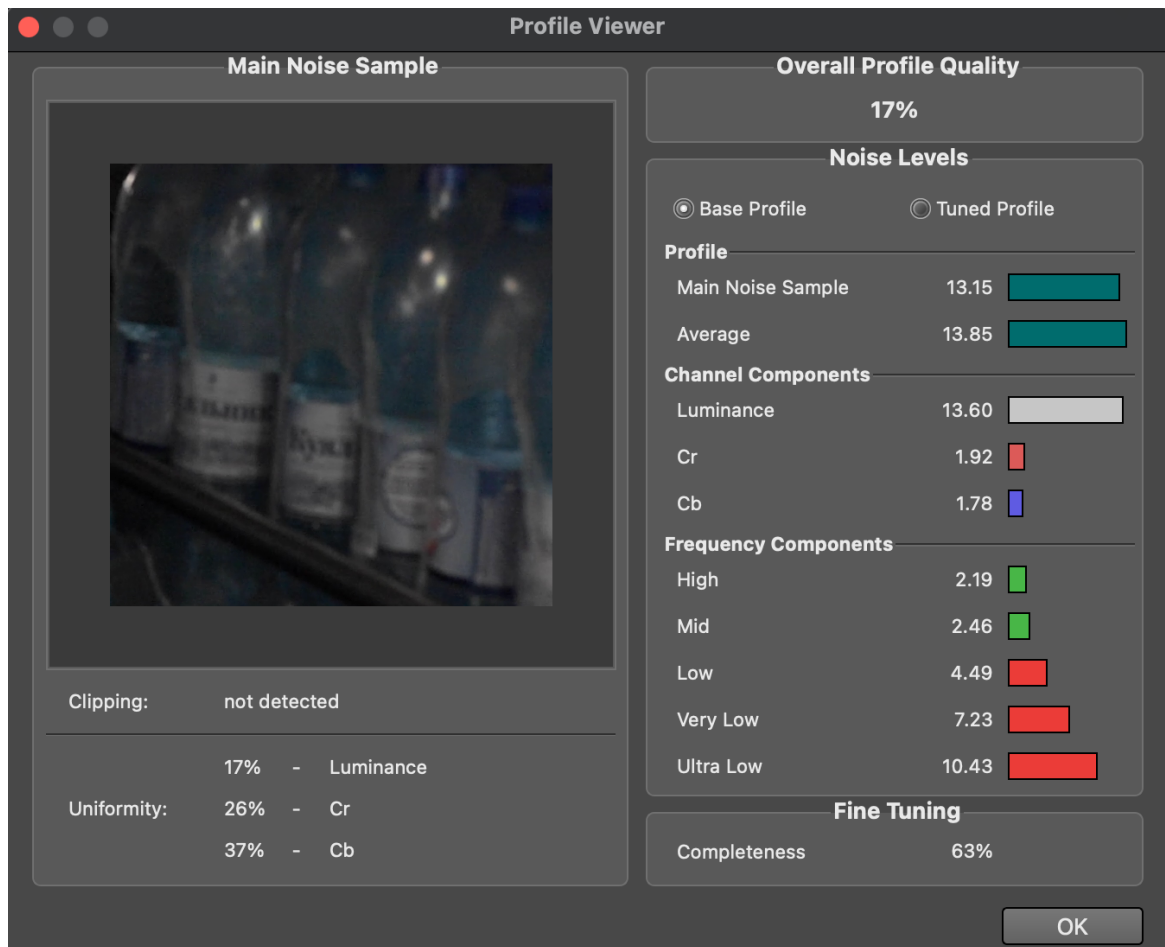 Profile Viewer
Main Noise Sample
Clipping: not detected
17% - Luminance
Uniformity: 26% - Cr
37% - Cb
Overall Profile Quality
17%
Noise Levels
Base Profile Tuned Profile
Profile
Main Noise Sample 13.15
Average 13.85
Channel Components
Luminance 13.60
Cr 1.92
Cb 1.78
Frequency Components
High 2.19
Mid 2.46
Low 4.49
Very Low 7.23
Ultra Low 10.43
Fine Tuning
Completeness 63%
OK